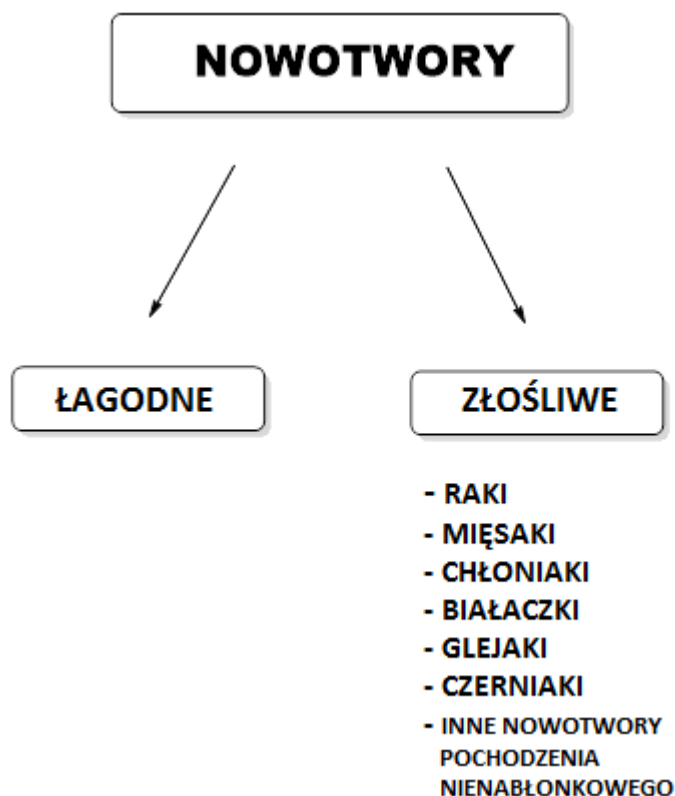 NOWOTWORY
ŁAGODNE
ZŁOŚLIWE
- RAKI
- MIĘSAKI
- CHŁONIAKI
- BIAŁACZKI
- GLEJAKI
- CZERNIAKI
- INNE NOWOTWORY
POCHODZENIA
NIENABŁONKOWEGO